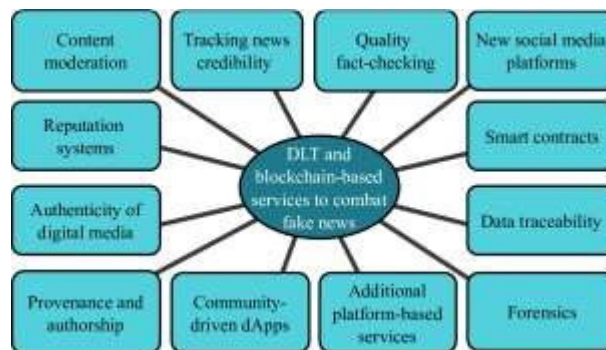 Content
moderation
Tracking news
credibility
Quality
fact-checking
New social media
platforms
Reputation
systems
DLT and
blockchain-based
services to combat
fake news
Smart contracts
Authenticity of
digital media
Data traceability
Provenance and
authorship
Community-
driven dApps
Additional
platform-based
services
Forensics